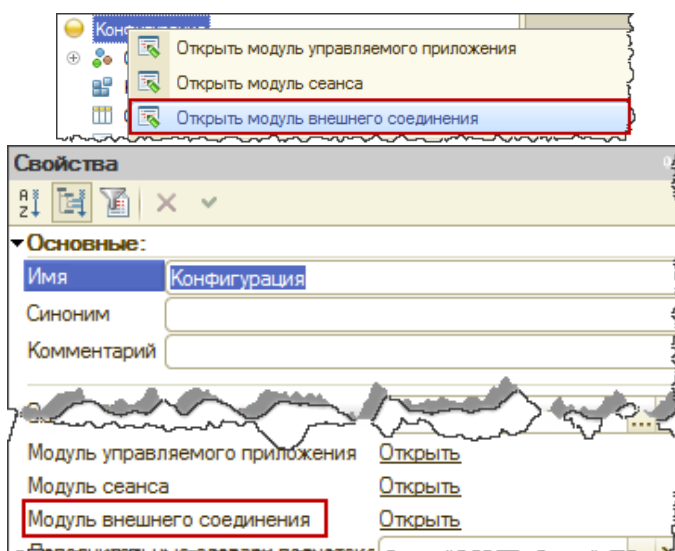 Конфигурация
Открыть модуль управляемого приложения
Открыть модуль сеанса
Открыть модуль внешнего соединения
Свойства
Основные:
Имя Конфигурация
Синоним
Комментарий
Модуль управляемого приложения Открыть
Модуль сеанса Открыть
Модуль внешнего соединения Открыть